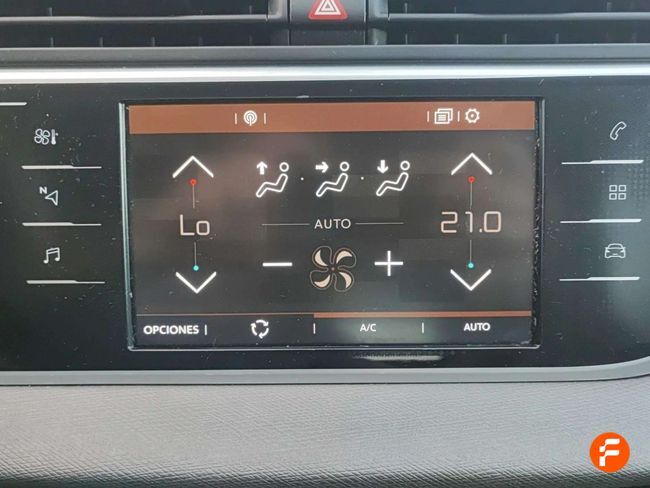 N
Lo
AUTO
21.0
OPCIONES
A/C
AUTO